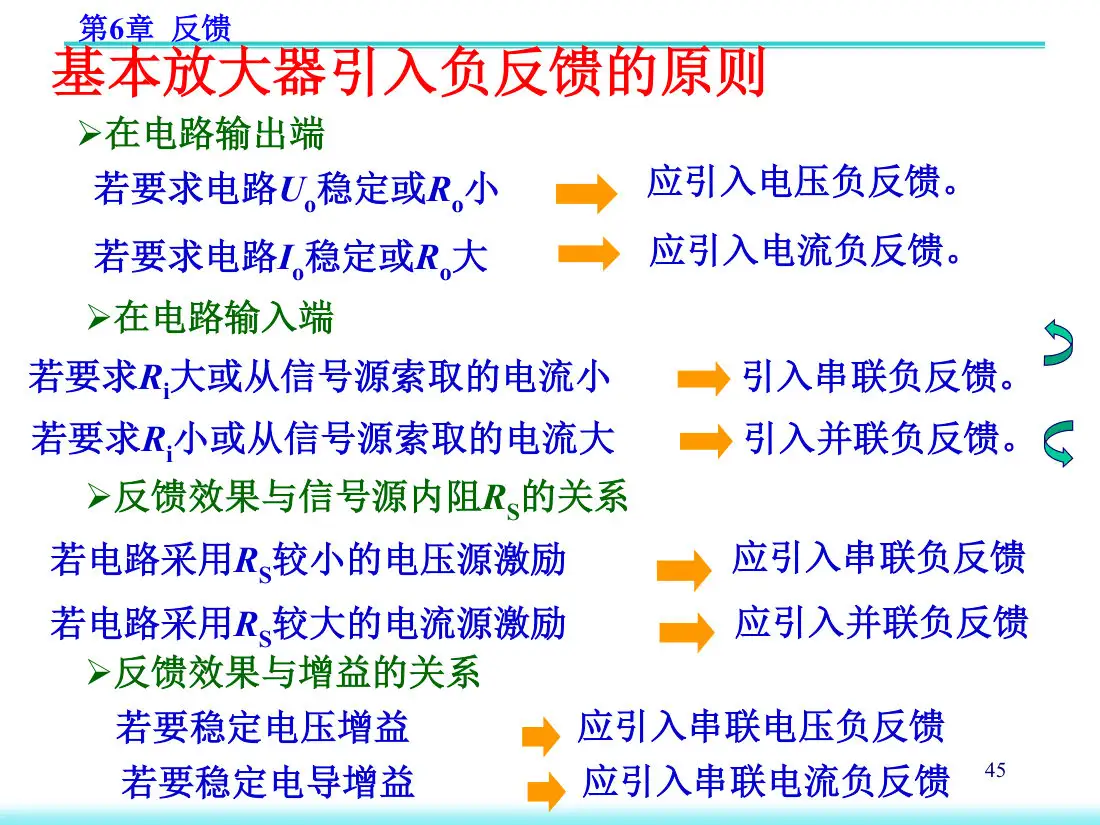 第6章 反馈
基本放大器引入负反馈的原则
➢在电路输出端
若要求电路Uo稳定或Ro小 应引入电压负反馈。
若要求电路Io稳定或Ro大 应引入电流负反馈。
➢在电路输入端
若要求Ri大或从信号源索取的电流小 引入串联负反馈。
若要求Ri小或从信号源索取的电流大 引入并联负反馈。
➢反馈效果与信号源内阻RS的关系
若电路采用RS较小的电压源激励 应引入串联负反馈
若电路采用RS较大的电流源激励 应引入并联负反馈
➢反馈效果与增益的关系
若要稳定电压增益 应引入串联电压负反馈
若要稳定电导增益 应引入串联电流负反馈
45